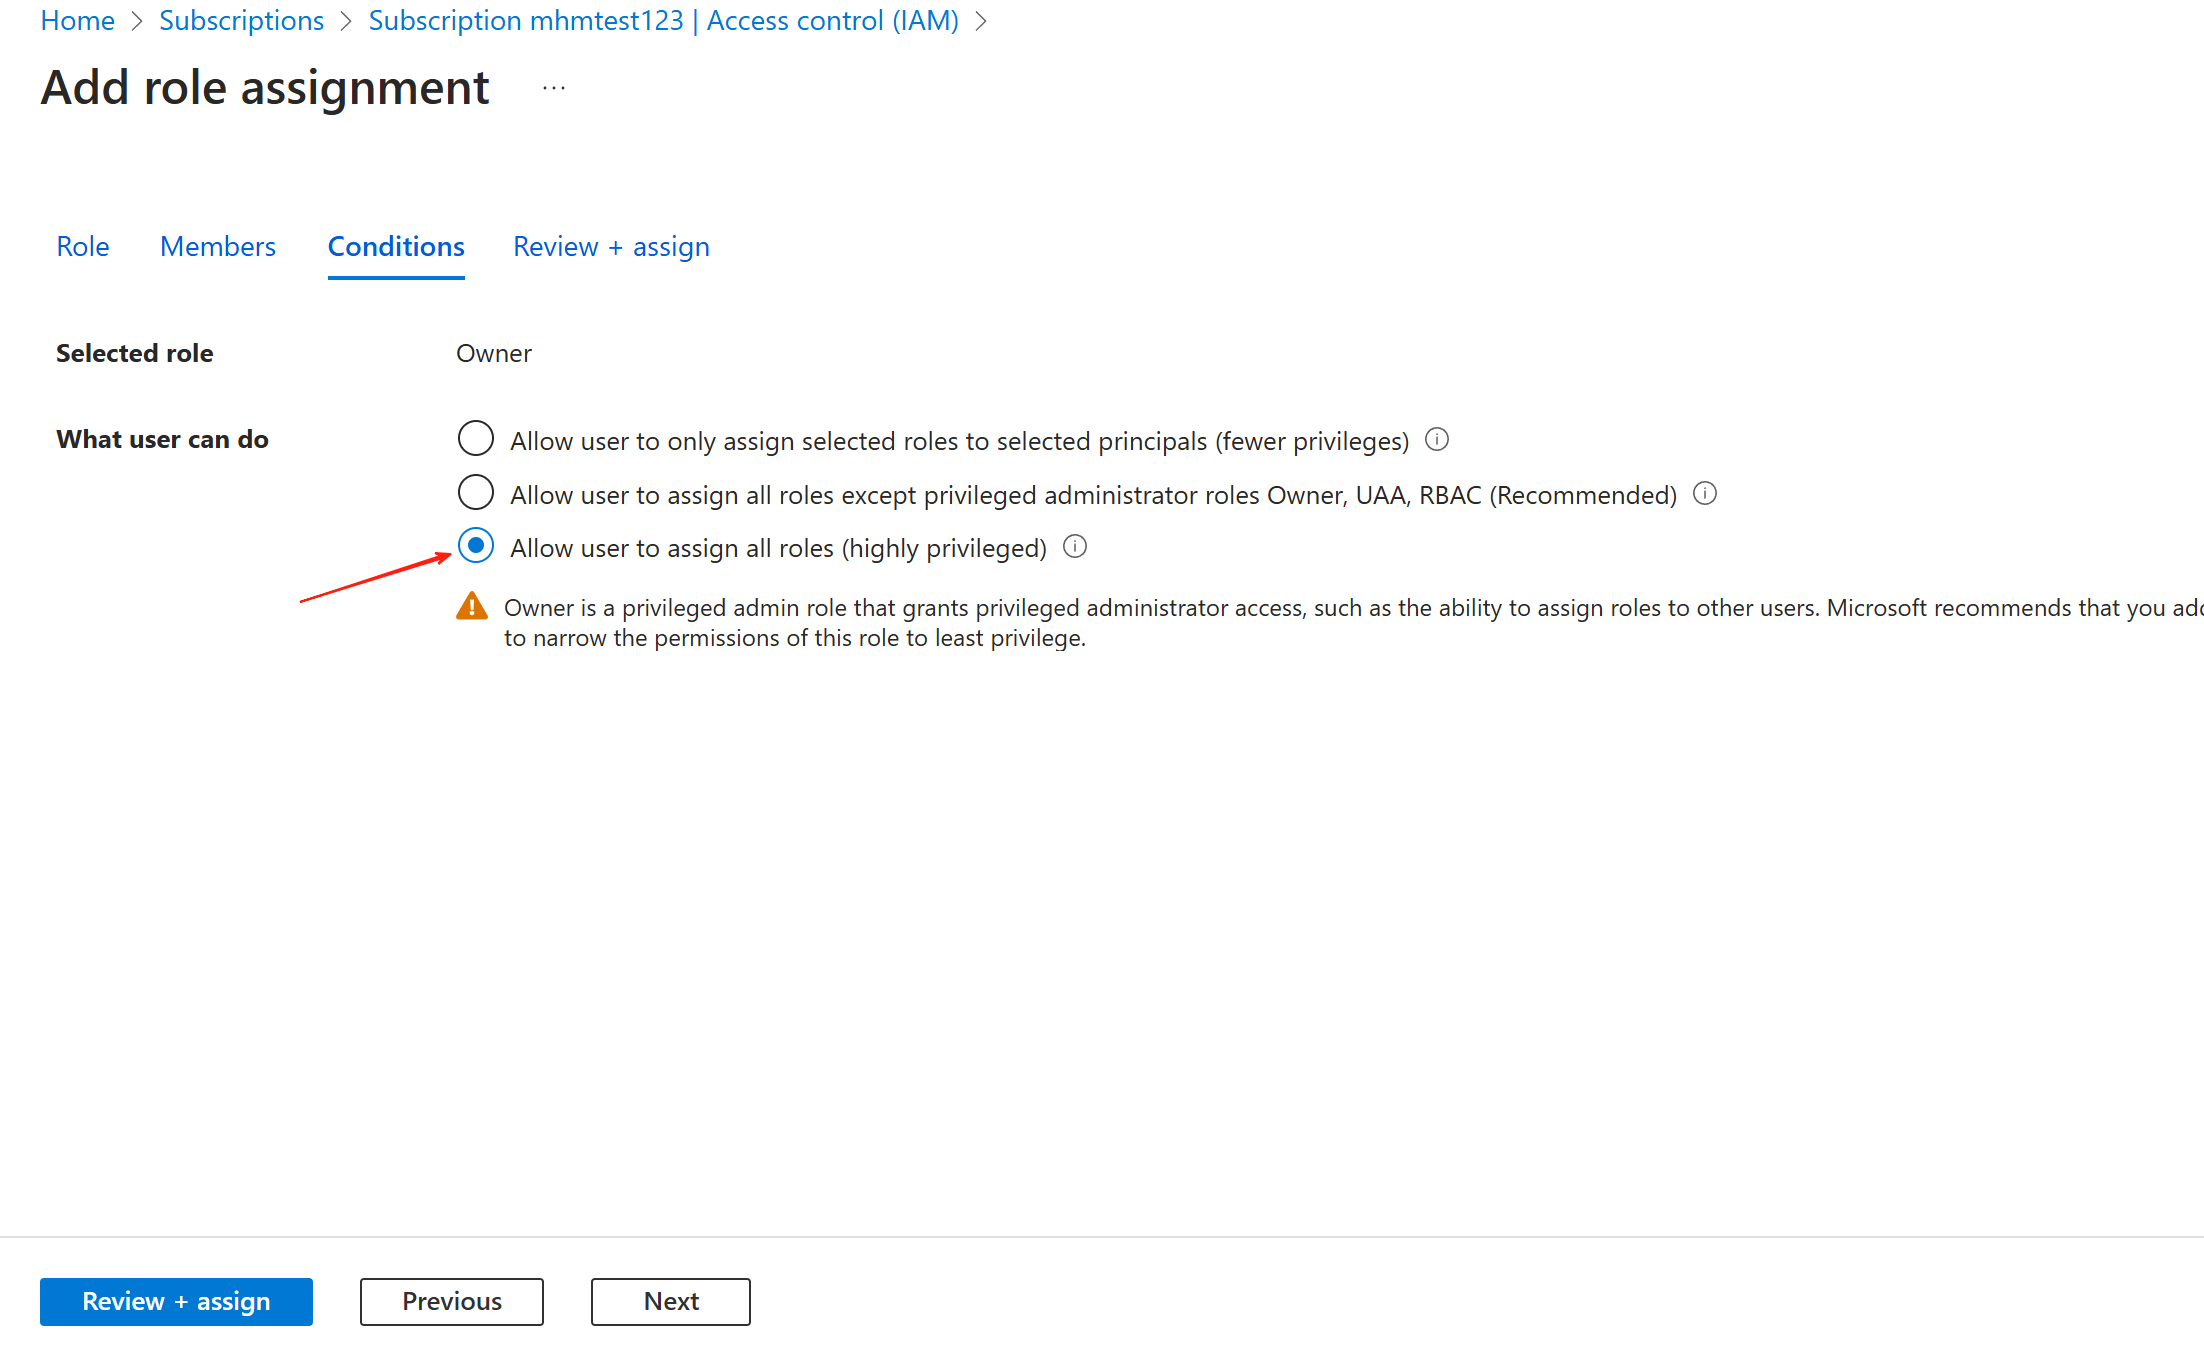 Home > Subscriptions > Subscription mhmtest123 | Access control (IAM) >
Add role assignment ...
Role Members Conditions Review + assign
Selected role Owner
What user can do
Allow user to only assign selected roles to selected principals (fewer privileges)
Allow user to assign all roles except privileged administrator roles Owner, UAA, RBAC (Recommended)
Allow user to assign all roles (highly privileged)
Owner is a privileged admin role that grants privileged administrator access, such as the ability to assign roles to other users. Microsoft recommends that you
to narrow the permissions of this role to least privilege.
Review + assign Previous Next